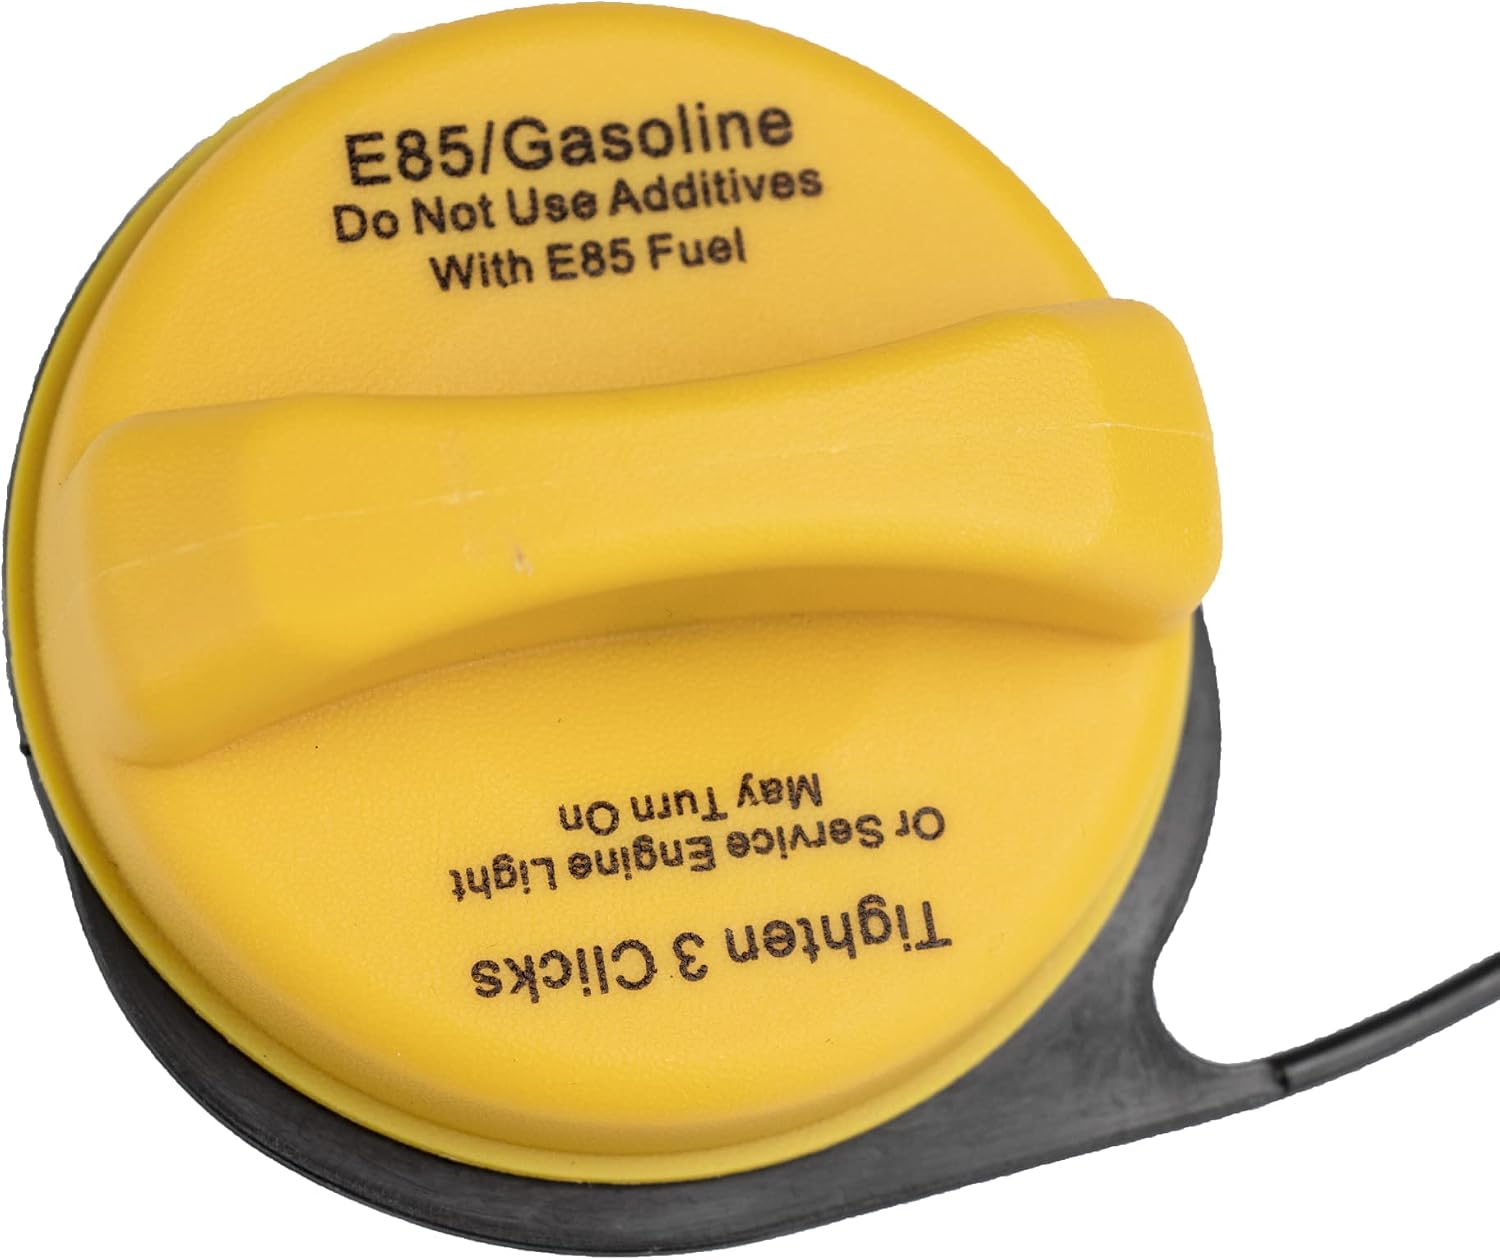 E85/Gasoline
Do Not Use Additives
With E85 Fuel
Tighten 3 Clicks
Or Service Engine Light
May Turn On